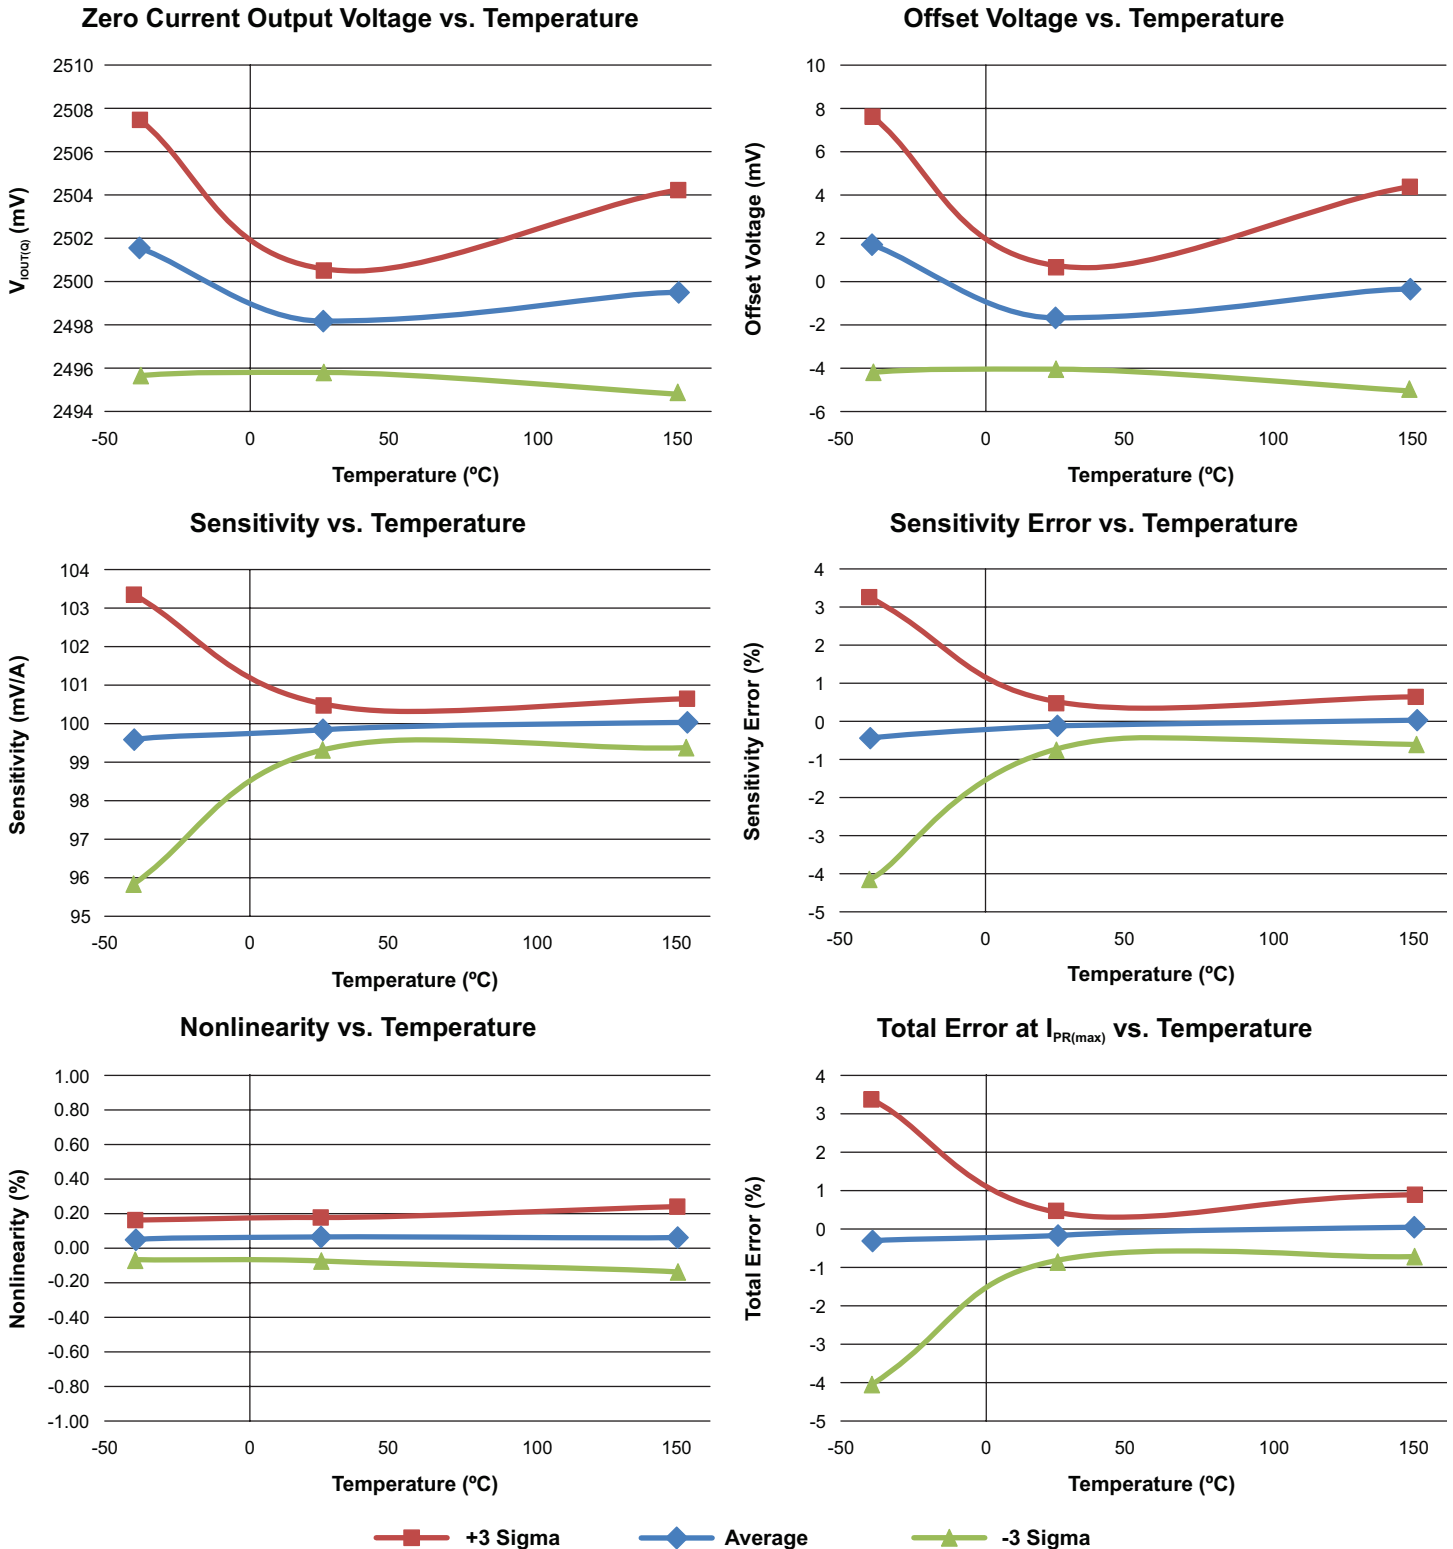 Zero Current Output Voltage vs. Temperature
2510
2508
2506
2504
2502
2500
2498
2496
2494
VIOUT(Q) (mV)
-50 0 50 100 150
Temperature (ºC)
Offset Voltage vs. Temperature
10
8
6
4
2
0
-2
-4
-6
Offset Voltage (mV)
-50 0 50 100 150
Temperature (ºC)
Sensitivity vs. Temperature
104
103
102
101
100
99
98
97
96
95
Sensitivity (mV/A)
-50 0 50 100 150
Temperature (ºC)
Sensitivity Error vs. Temperature
4
3
2
1
0
-1
-2
-3
-4
-5
Sensitivity Error (%)
-50 0 50 100 150
Temperature (ºC)
Nonlinearity vs. Temperature
1.00
0.80
0.60
0.40
0.20
0.00
-0.20
-0.40
-0.60
-0.80
-1.00
Nonlinearity (%)
-50 0 50 100 150
Temperature (ºC)
Total Error at IPR(max) vs. Temperature
4
3
2
1
0
-1
-2
-3
-4
-5
Total Error (%)
-50 0 50 100 150
Temperature (ºC)
+3 Sigma Average -3 Sigma